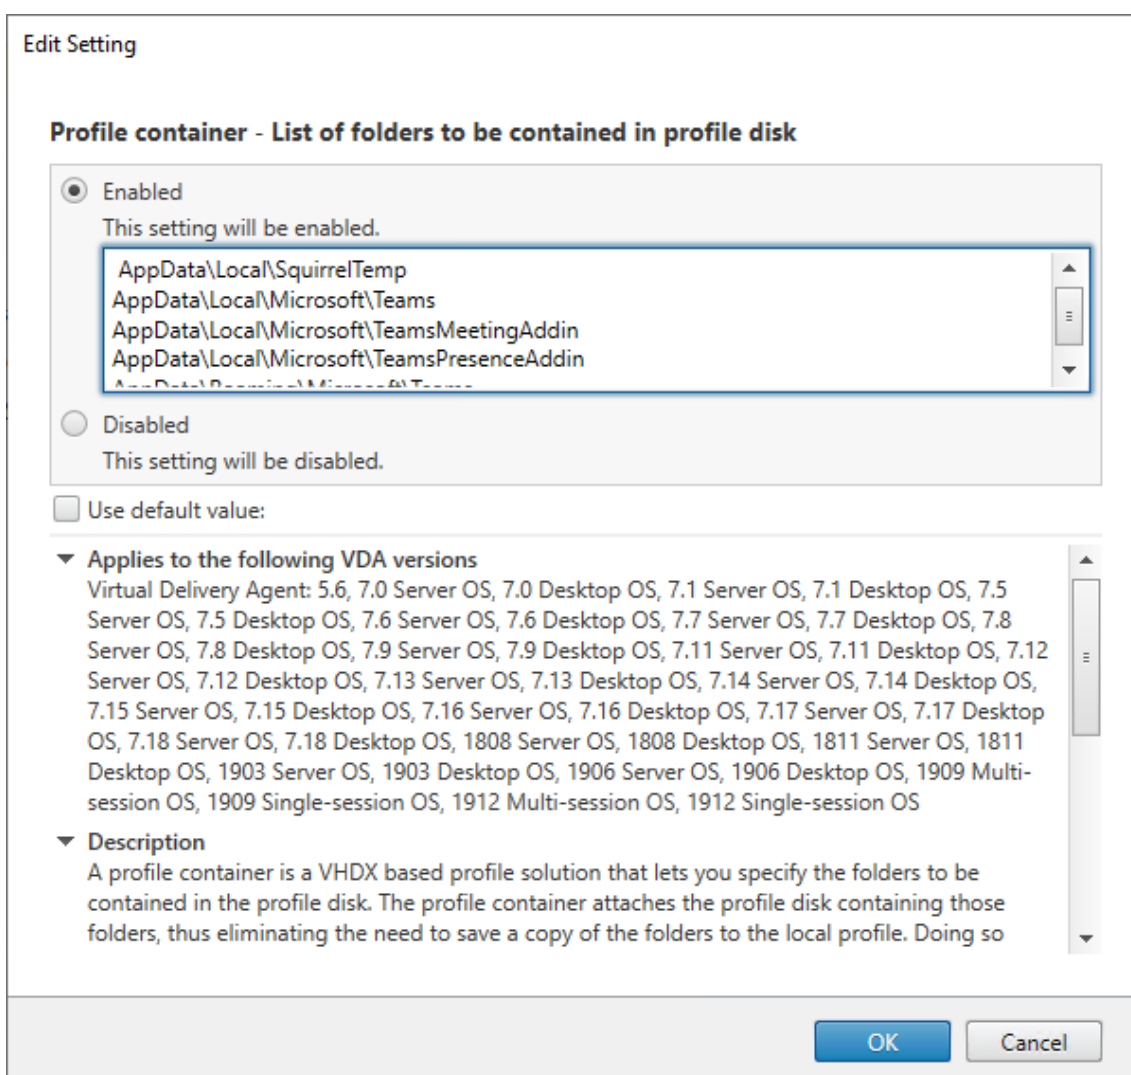 Edit Setting
Profile container - List of folders to be contained in profile disk
Enabled
This setting will be enabled.
AppData\Local\SquirrelTemp
AppData\Local\Microsoft\Teams
AppData\Local\Microsoft\TeamsMeetingAddin
AppData\Local\Microsoft\TeamsPresenceAddin
AppData\Roaming\Microsoft\Teams
Disabled
This setting will be disabled.
Use default value:
Applies to the following VDA versions
Virtual Delivery Agent: 5.6, 7.0 Server OS, 7.0 Desktop OS, 7.1 Server OS, 7.1 Desktop OS, 7.5
Server OS, 7.5 Desktop OS, 7.6 Server OS, 7.6 Desktop OS, 7.7 Server OS, 7.7 Desktop OS, 7.8
Server OS, 7.8 Desktop OS, 7.9 Server OS, 7.9 Desktop OS, 7.11 Server OS, 7.11 Desktop OS, 7.12
Server OS, 7.12 Desktop OS, 7.13 Server OS, 7.13 Desktop OS, 7.14 Server OS, 7.14 Desktop OS,
7.15 Server OS, 7.15 Desktop OS, 7.16 Server OS, 7.16 Desktop OS, 7.17 Server OS, 7.17 Desktop
OS, 7.18 Server OS, 7.18 Desktop OS, 1808 Server OS, 1808 Desktop OS, 1811 Server OS, 1811
Desktop OS, 1903 Server OS, 1903 Desktop OS, 1906 Server OS, 1906 Desktop OS, 1909 Multi-
session OS, 1909 Single-session OS, 1912 Multi-session OS, 1912 Single-session OS
Description
A profile container is a VHDX based profile solution that lets you specify the folders to be
contained in the profile disk. The profile container attaches the profile disk containing those
folders, thus eliminating the need to save a copy of the folders to the local profile. Doing so
OK
Cancel